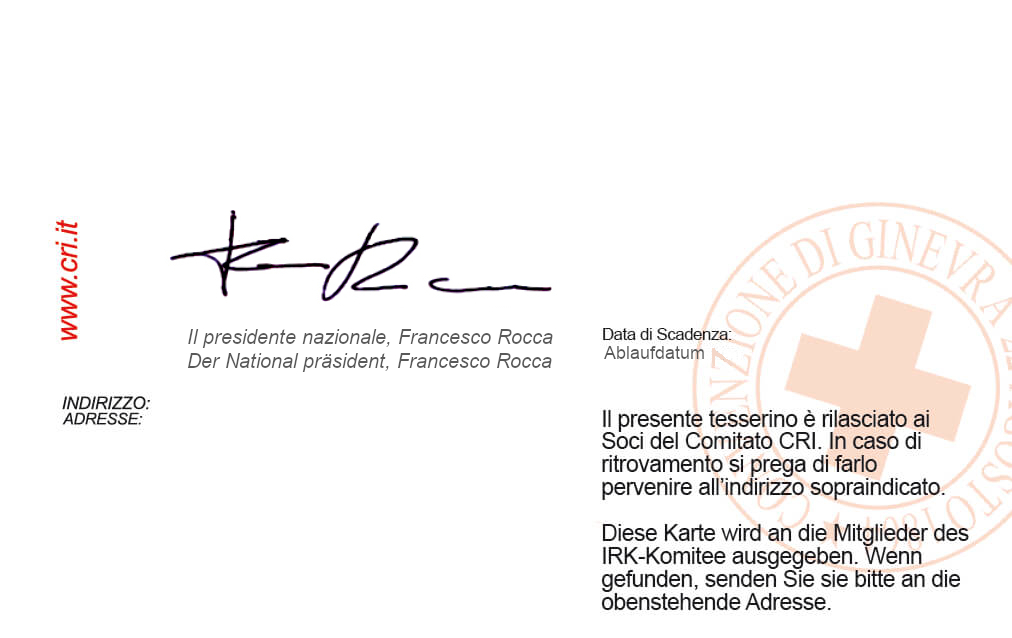 www.cri.it
Il presidente nazionale, Francesco Rocca
Der National präsident, Francesco Rocca
Data di Scadenza:
Ablaufdatum
INDIRIZZO:
ADRESSE:
Il presente tesserino è rilasciato ai
Soci del Comitato CRI. In caso di
ritrovamento si prega di farlo
pervenire all'indirizzo sopraindicato.
Diese Karte wird an die Mitglieder des
IRK-Komitee ausgegeben. Wenn
gefunden, senden Sie sie bitte an die
obenstehende Adresse.
CONVENZIONE DI GINEVRA